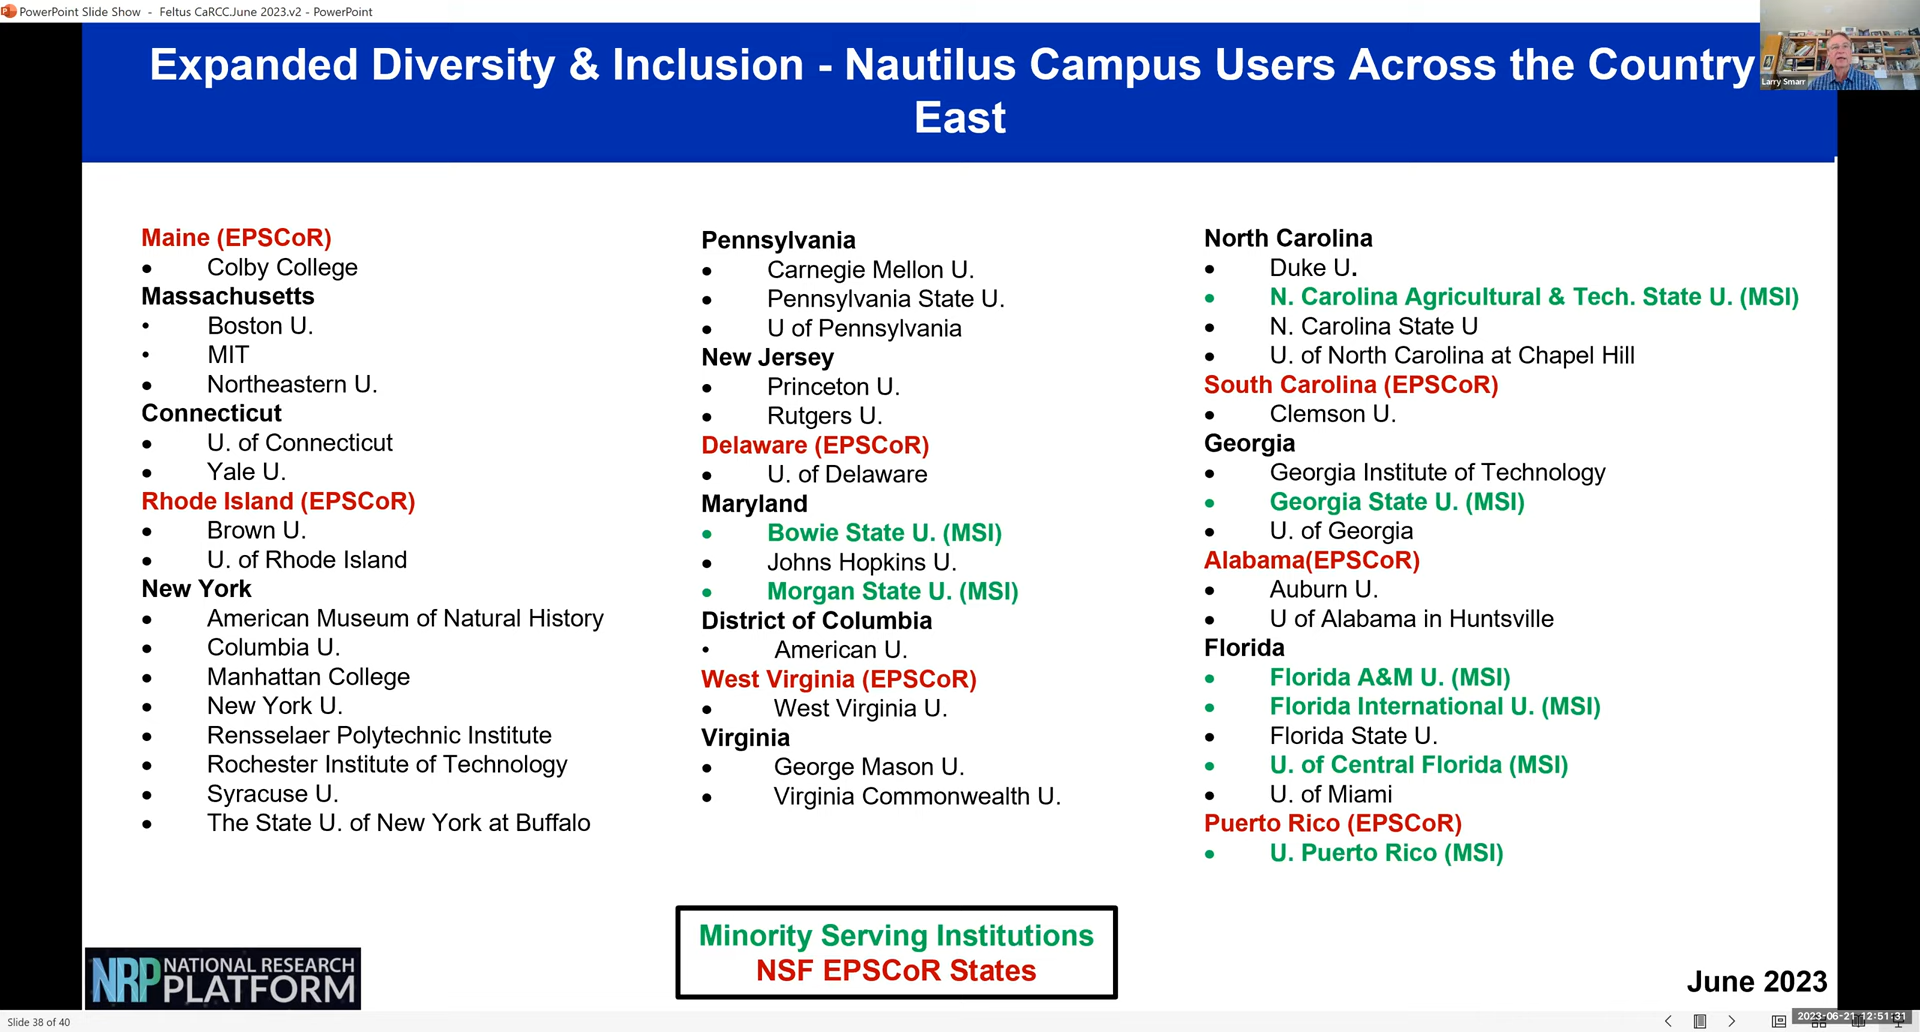 PowerPoint Slide Show - Feltus CaRCC.June 2023.v2 - PowerPoint
Expanded Diversity & Inclusion - Nautilus Campus Users Across the Country
East
Larry Smarr
Maine (EPSCoR)
• Colby College
Massachusetts
• Boston U.
• MIT
• Northeastern U.
Connecticut
• U. of Connecticut
• Yale U.
Rhode Island (EPSCoR)
• Brown U.
• U. of Rhode Island
New York
• American Museum of Natural History
• Columbia U.
• Manhattan College
• New York U.
• Rensselaer Polytechnic Institute
• Rochester Institute of Technology
• Syracuse U.
• The State U. of New York at Buffalo
Pennsylvania
• Carnegie Mellon U.
• Pennsylvania State U.
• U of Pennsylvania
New Jersey
• Princeton U.
• Rutgers U.
Delaware (EPSCoR)
• U. of Delaware
Maryland
• Bowie State U. (MSI)
• Johns Hopkins U.
• Morgan State U. (MSI)
District of Columbia
• American U.
West Virginia (EPSCoR)
• West Virginia U.
Virginia
• George Mason U.
• Virginia Commonwealth U.
North Carolina
• Duke U.
• N. Carolina Agricultural & Tech. State U. (MSI)
• N. Carolina State U
• U. of North Carolina at Chapel Hill
South Carolina (EPSCoR)
• Clemson U.
Georgia
• Georgia Institute of Technology
• Georgia State U. (MSI)
• U. of Georgia
Alabama(EPSCoR)
• Auburn U.
• U of Alabama in Huntsville
Florida
• Florida A&M U. (MSI)
• Florida International U. (MSI)
• Florida State U.
• U. of Central Florida (MSI)
• U. of Miami
Puerto Rico (EPSCoR)
• U. Puerto Rico (MSI)
Minority Serving Institutions
NSF EPSCoR States
NRP NATIONAL RESEARCH
PLATFORM
June 2023
Slide 38 of 40
2023-06-21 12:51:31